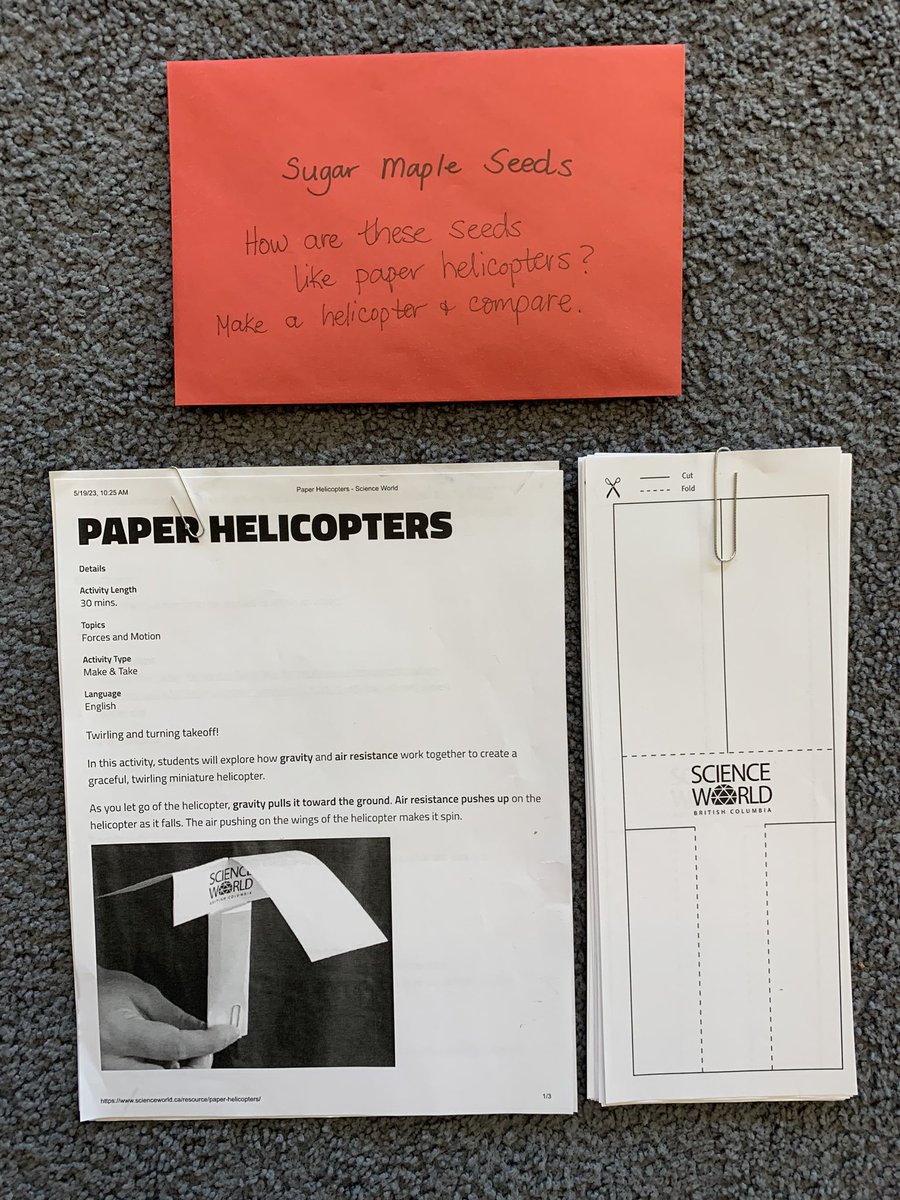 Sugar Maple Seeds
How are these seeds
like paper helicopters?
Make a helicopter & compare.
5/19/23, 10:25 AM
Paper Helicopters - Science World
PAPER HELICOPTERS
Details
Activity Length
30 mins.
Topics
Forces and Motion
Activity Type
Make & Take
Language
English
Twirling and turning takeoff!
In this activity, students will explore how gravity and air resistance work together to create a
graceful, twirling miniature helicopter.
As you let go of the helicopter, gravity pulls it toward the ground. Air resistance pushes up on the
helicopter as it falls. The air pushing on the wings of the helicopter makes it spin.
SCIENCE
WORLD
BRITISH COLUMBIA
https://www.scienceworld.ca/resource/paper-helicopters/
1/3
Cut
Fold
SCIENCE
WORLD
BRITISH COLUMBIA